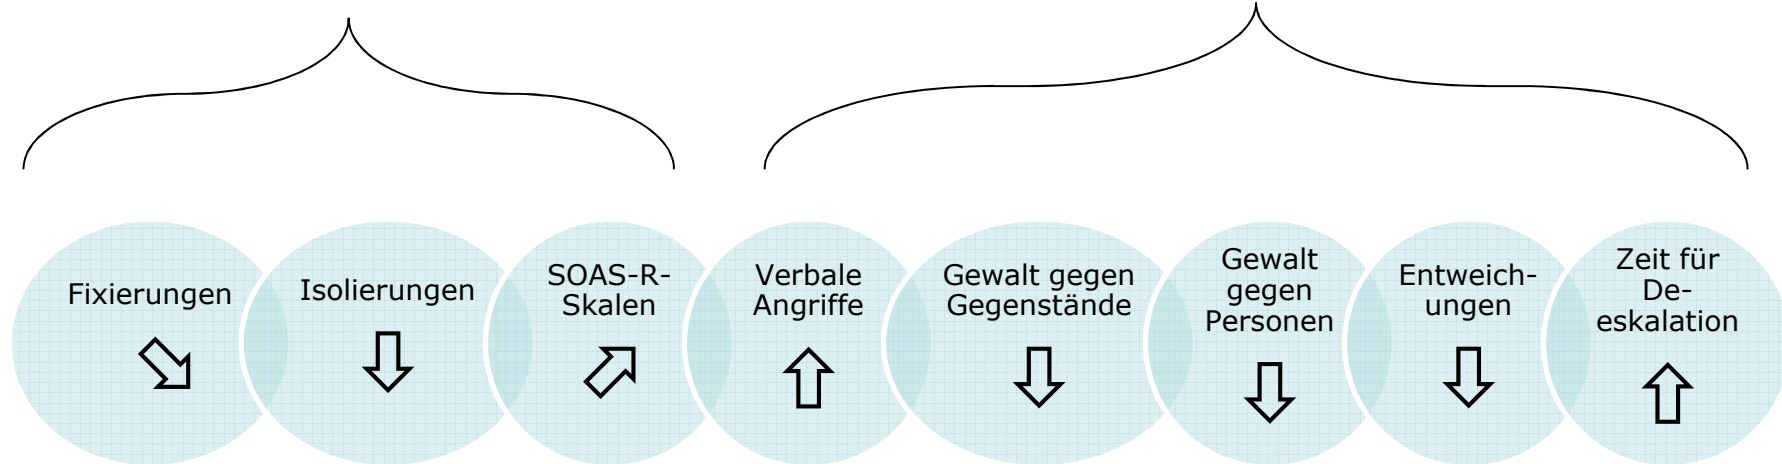 Fixierungen
Isolierungen
SOAS-R-
Skalen
Verbale
Angriffe
Gewalt gegen
Gegenstände
Gewalt
gegen
Personen
Entweich-
ungen
Zeit für
De-
eskalation